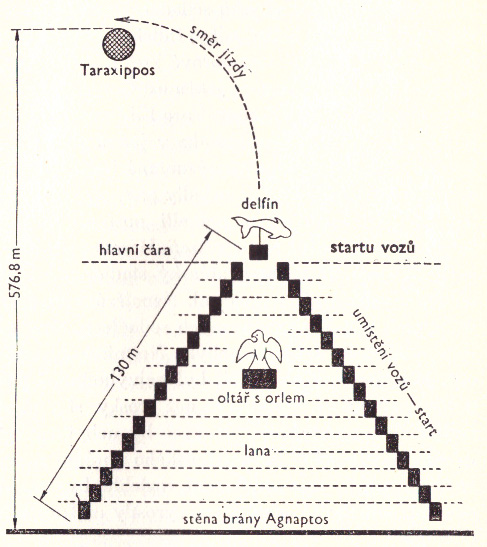 směr jízdy
Taraxippos
delfín
hlavní čára
startu vozů
576,8 m
130 m
umístění vozů — start
oltář s orlem
lana
stěna brány Agnaptos